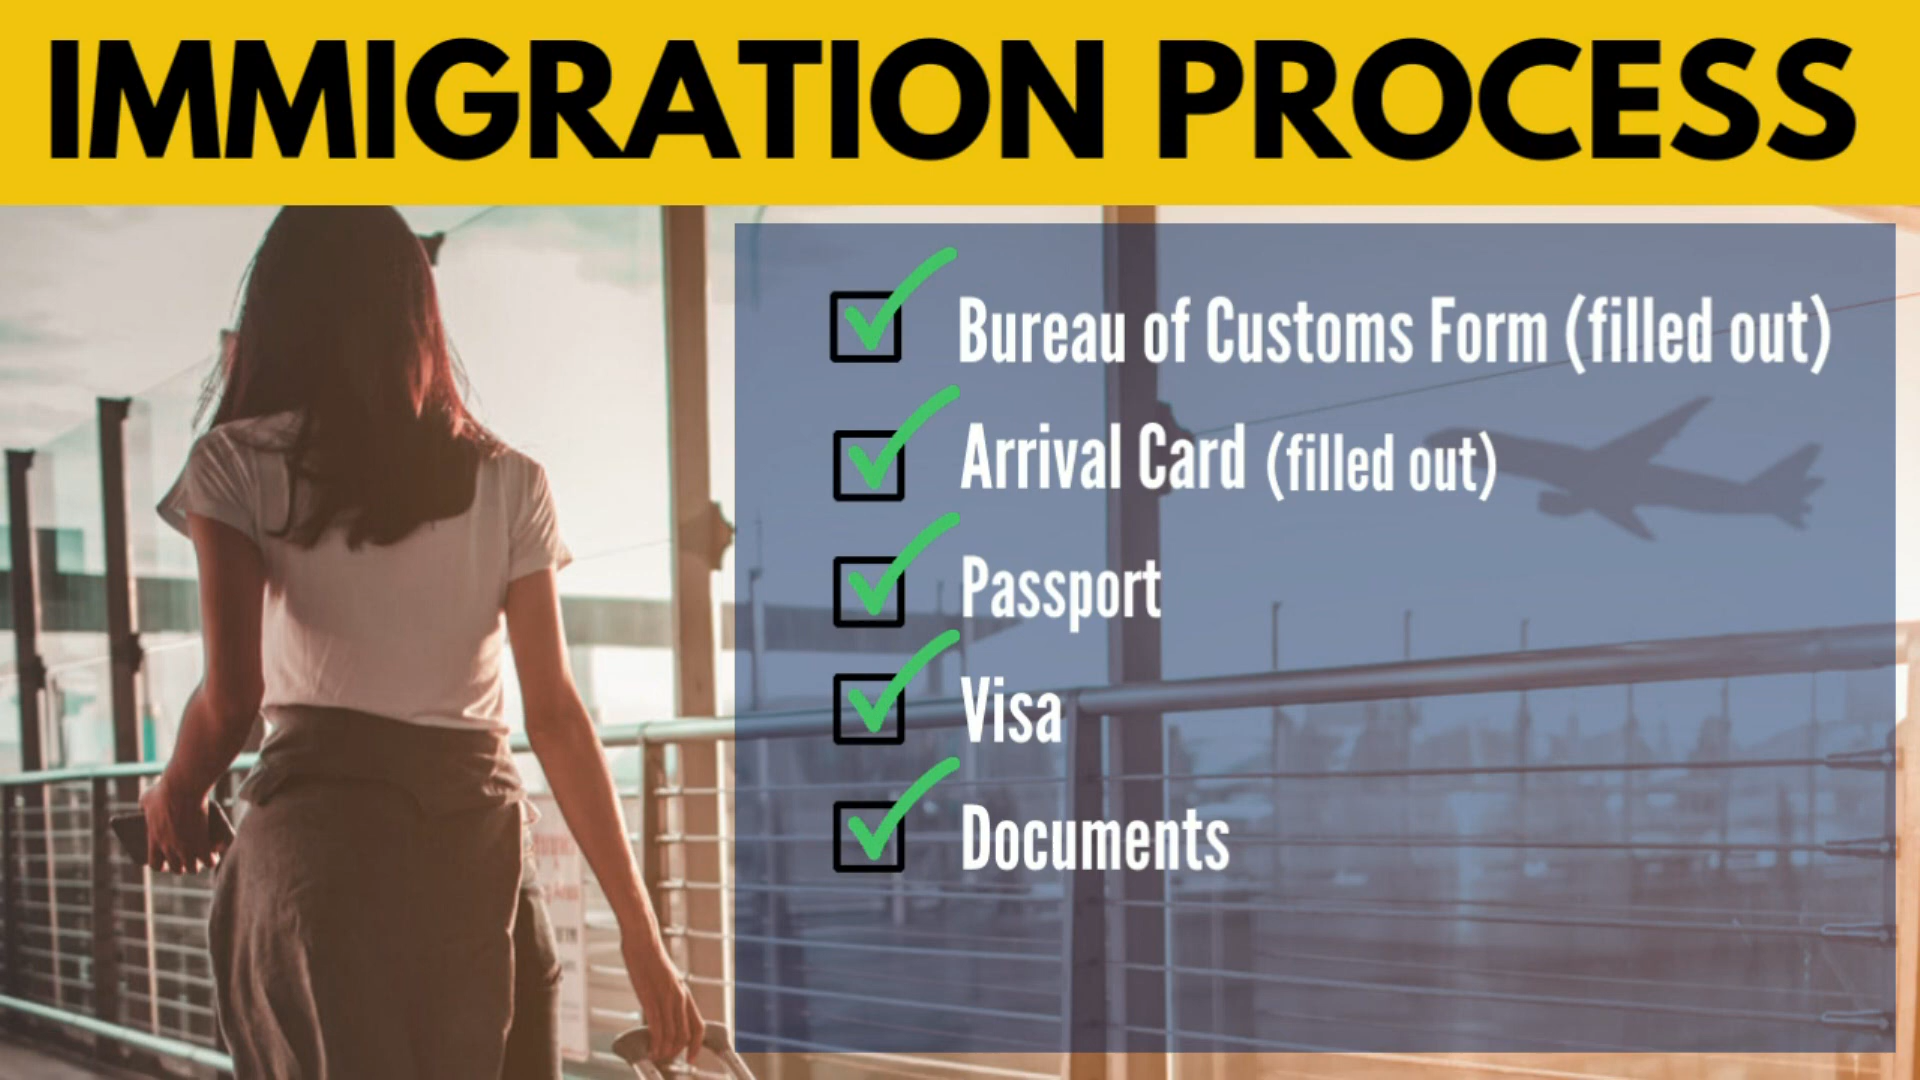 IMMIGRATION PROCESS
Bureau of Customs Form (filled out)
Arrival Card (filled out)
Passport
Visa
Documents